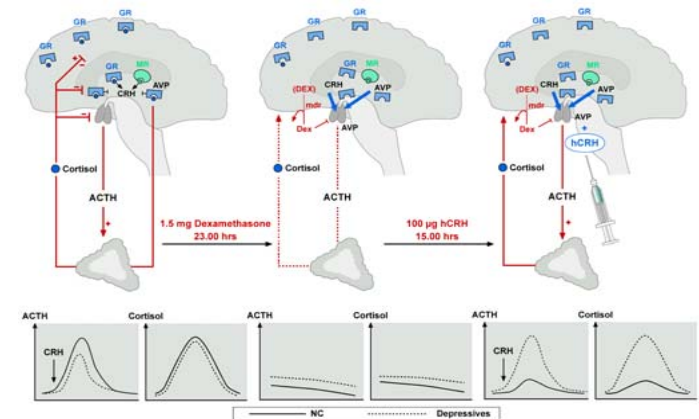 GR
GR
GR
GR
MR
AVP
CRH
Cortisol
ACTH
+
1.5 mg Dexamethasone
23.00 hrs
GR
GR
GR
GR
MR
CRH
AVP
(DEX)
mdr
Dex
AVP
Cortisol
ACTH
100 µg hCRH
15.00 hrs
GR
GR
GR
GR
MR
CRH
AVP
(DEX)
mdr
Dex
AVP
+
hCRH
Cortisol
ACTH
+
ACTH
Cortisol
ACTH
Cortisol
ACTH
Cortisol
CRH
CRH
NC
Depressives